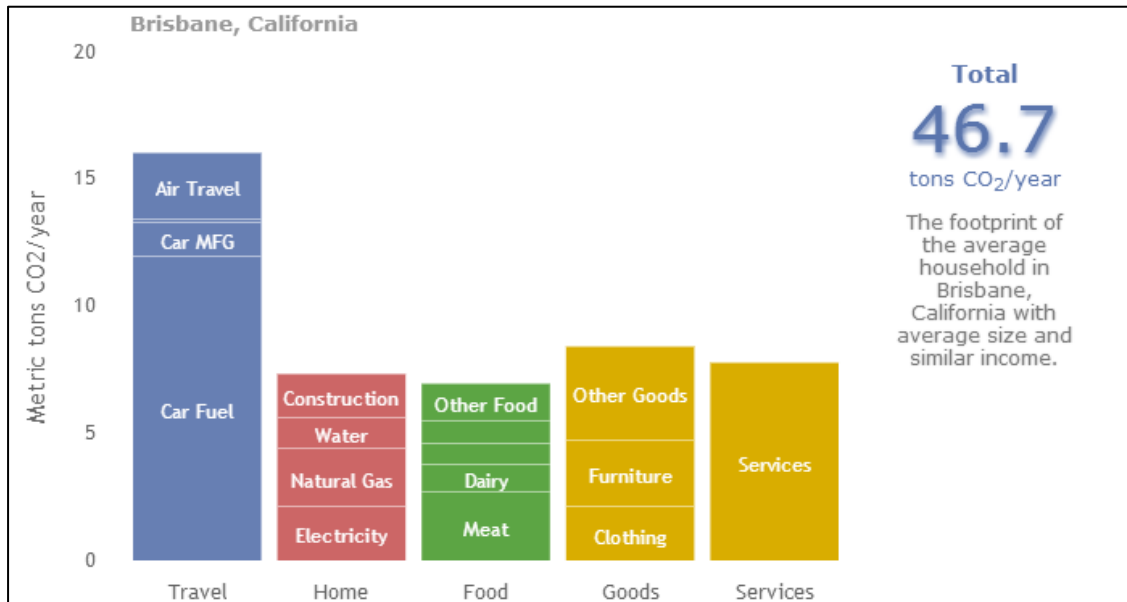 Brisbane, California
20
15
10
5
0
Metric tons CO2/year
Air Travel
Car MFG
Car Fuel
Construction
Water
Natural Gas
Electricity
Other Food
Dairy
Meat
Other Goods
Furniture
Clothing
Services
Travel
Home
Food
Goods
Services
Total
46.7
tons CO₂/year
The footprint of
the average
household in
Brisbane,
California with
average size and
similar income.